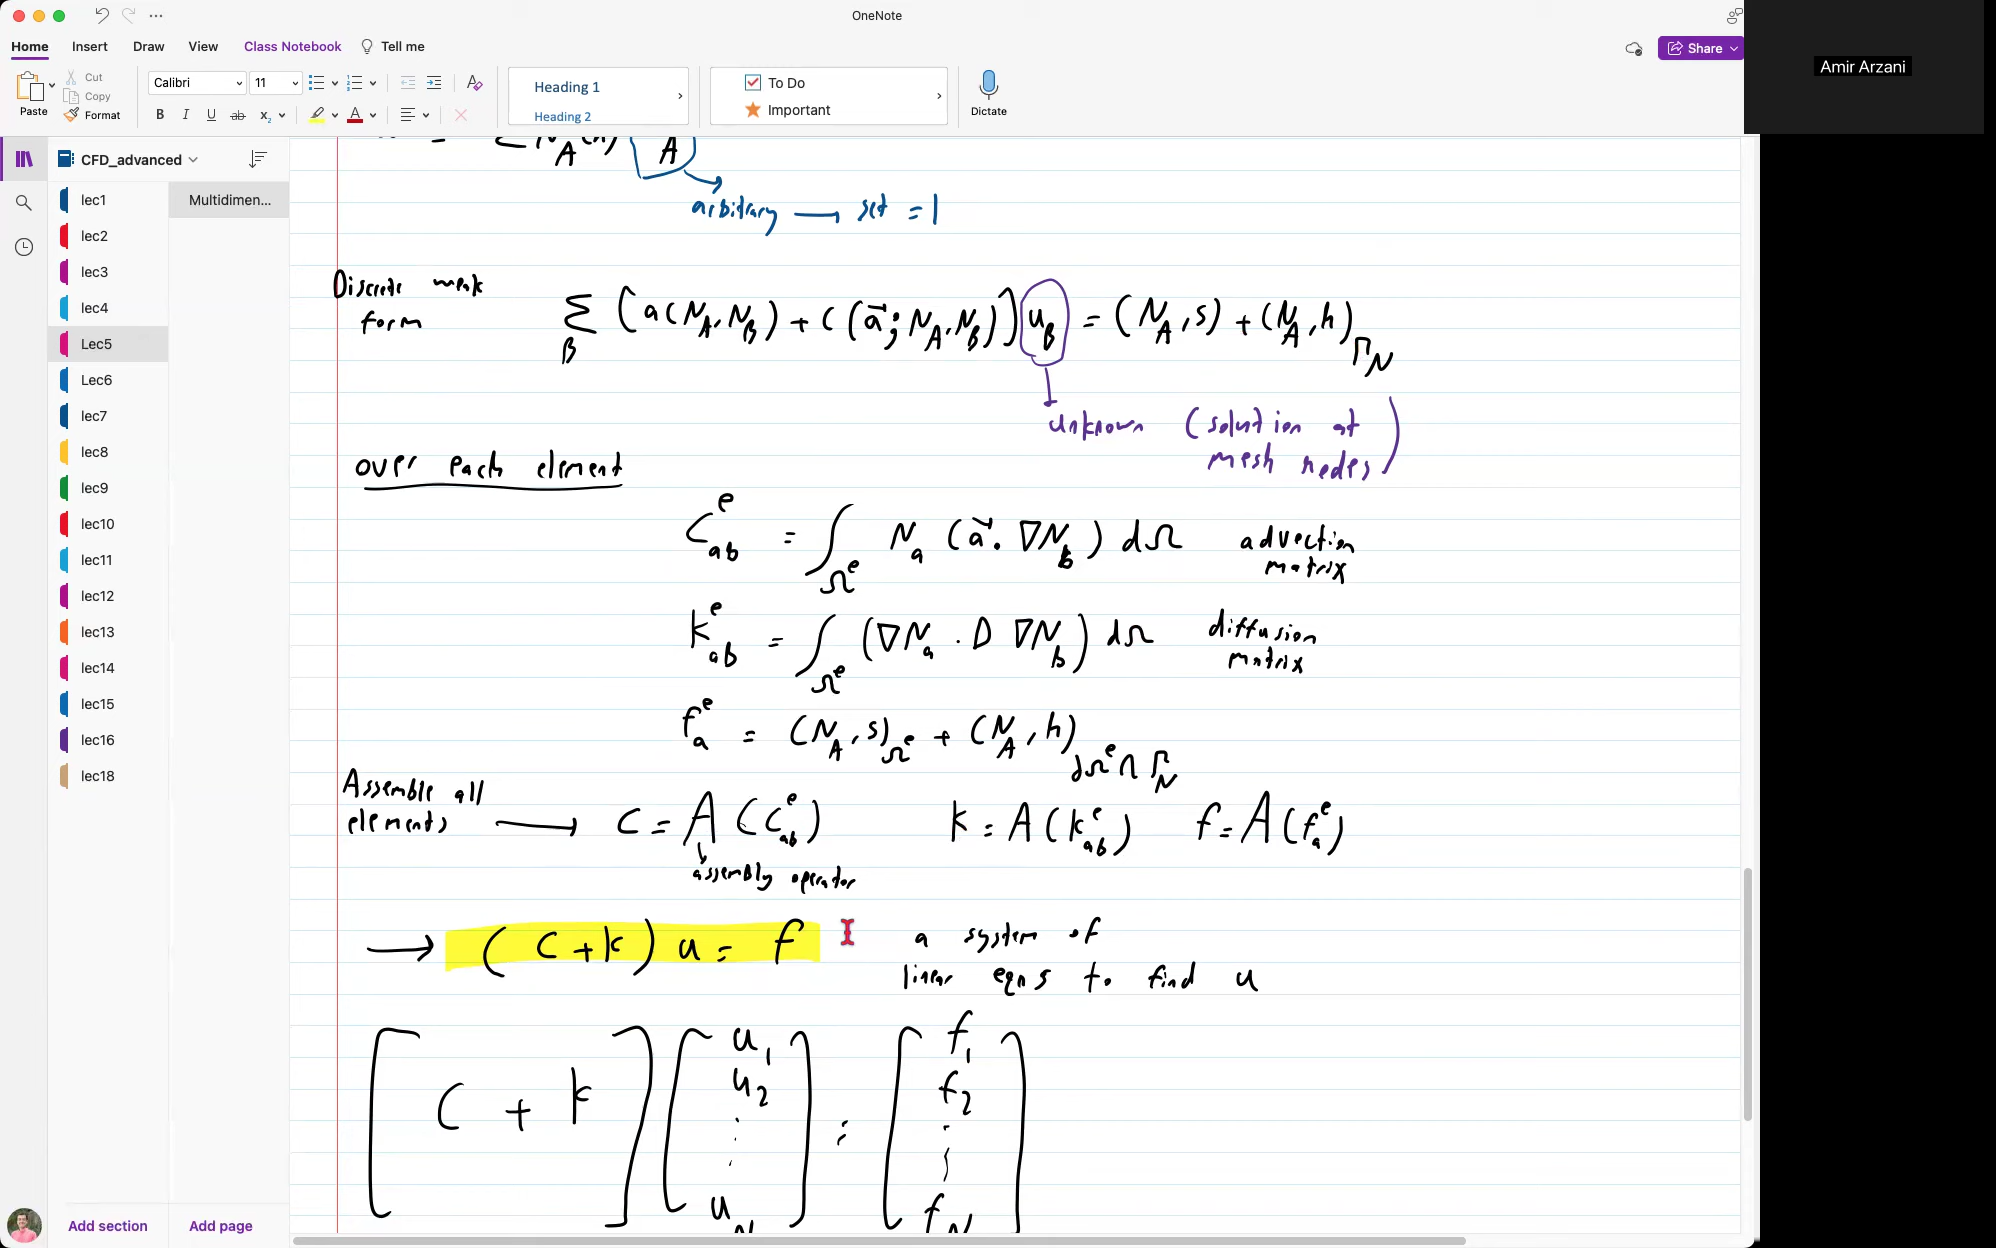 OneNote
Home Insert Draw View Class Notebook Tell me
Share
Amir Arzani
Paste
Cut
Copy
Format
Calibri 11
B I U ab x₂ A
Heading 1
Heading 2
To Do
Important
Dictate
CFD_advanced
lec1
lec2
lec3
lec4
Lec5
Lec6
lec7
lec8
lec9
lec10
lec11
lec12
lec13
lec14
lec15
lec16
lec18
Multidimen...
Add section
Add page
= Σ N_A(x) A
arbitrary → set = 1
Discrete weak
form
Σ_B (a(N_A, N_B) + C(a⃗; N_A, N_B)) u_B = (N_A, s) + (N_A, h)_Γ_N
unknown (solution at
mesh nodes)
over each element
C^e_ab = ∫_Ω^e N_a (a⃗ · ∇N_b) dΩ advection
matrix
K^e_ab = ∫_Ω^e (∇N_a · D ∇N_b) dΩ diffusion
matrix
f^e_a = (N_A, s)_Ω^e + (N_A, h)_∂Ω^e ∩ Γ_N
Assemble all
elements → C = A (C^e_ab) K = A (K^e_ab) f = A (f^e_a)
assembly operator
→ (C + K) u = f a system of
linear eqns to find u
[C + K] [u_1
u_2
⋮
u_N] = [f_1
f_2
⋮
f_N]